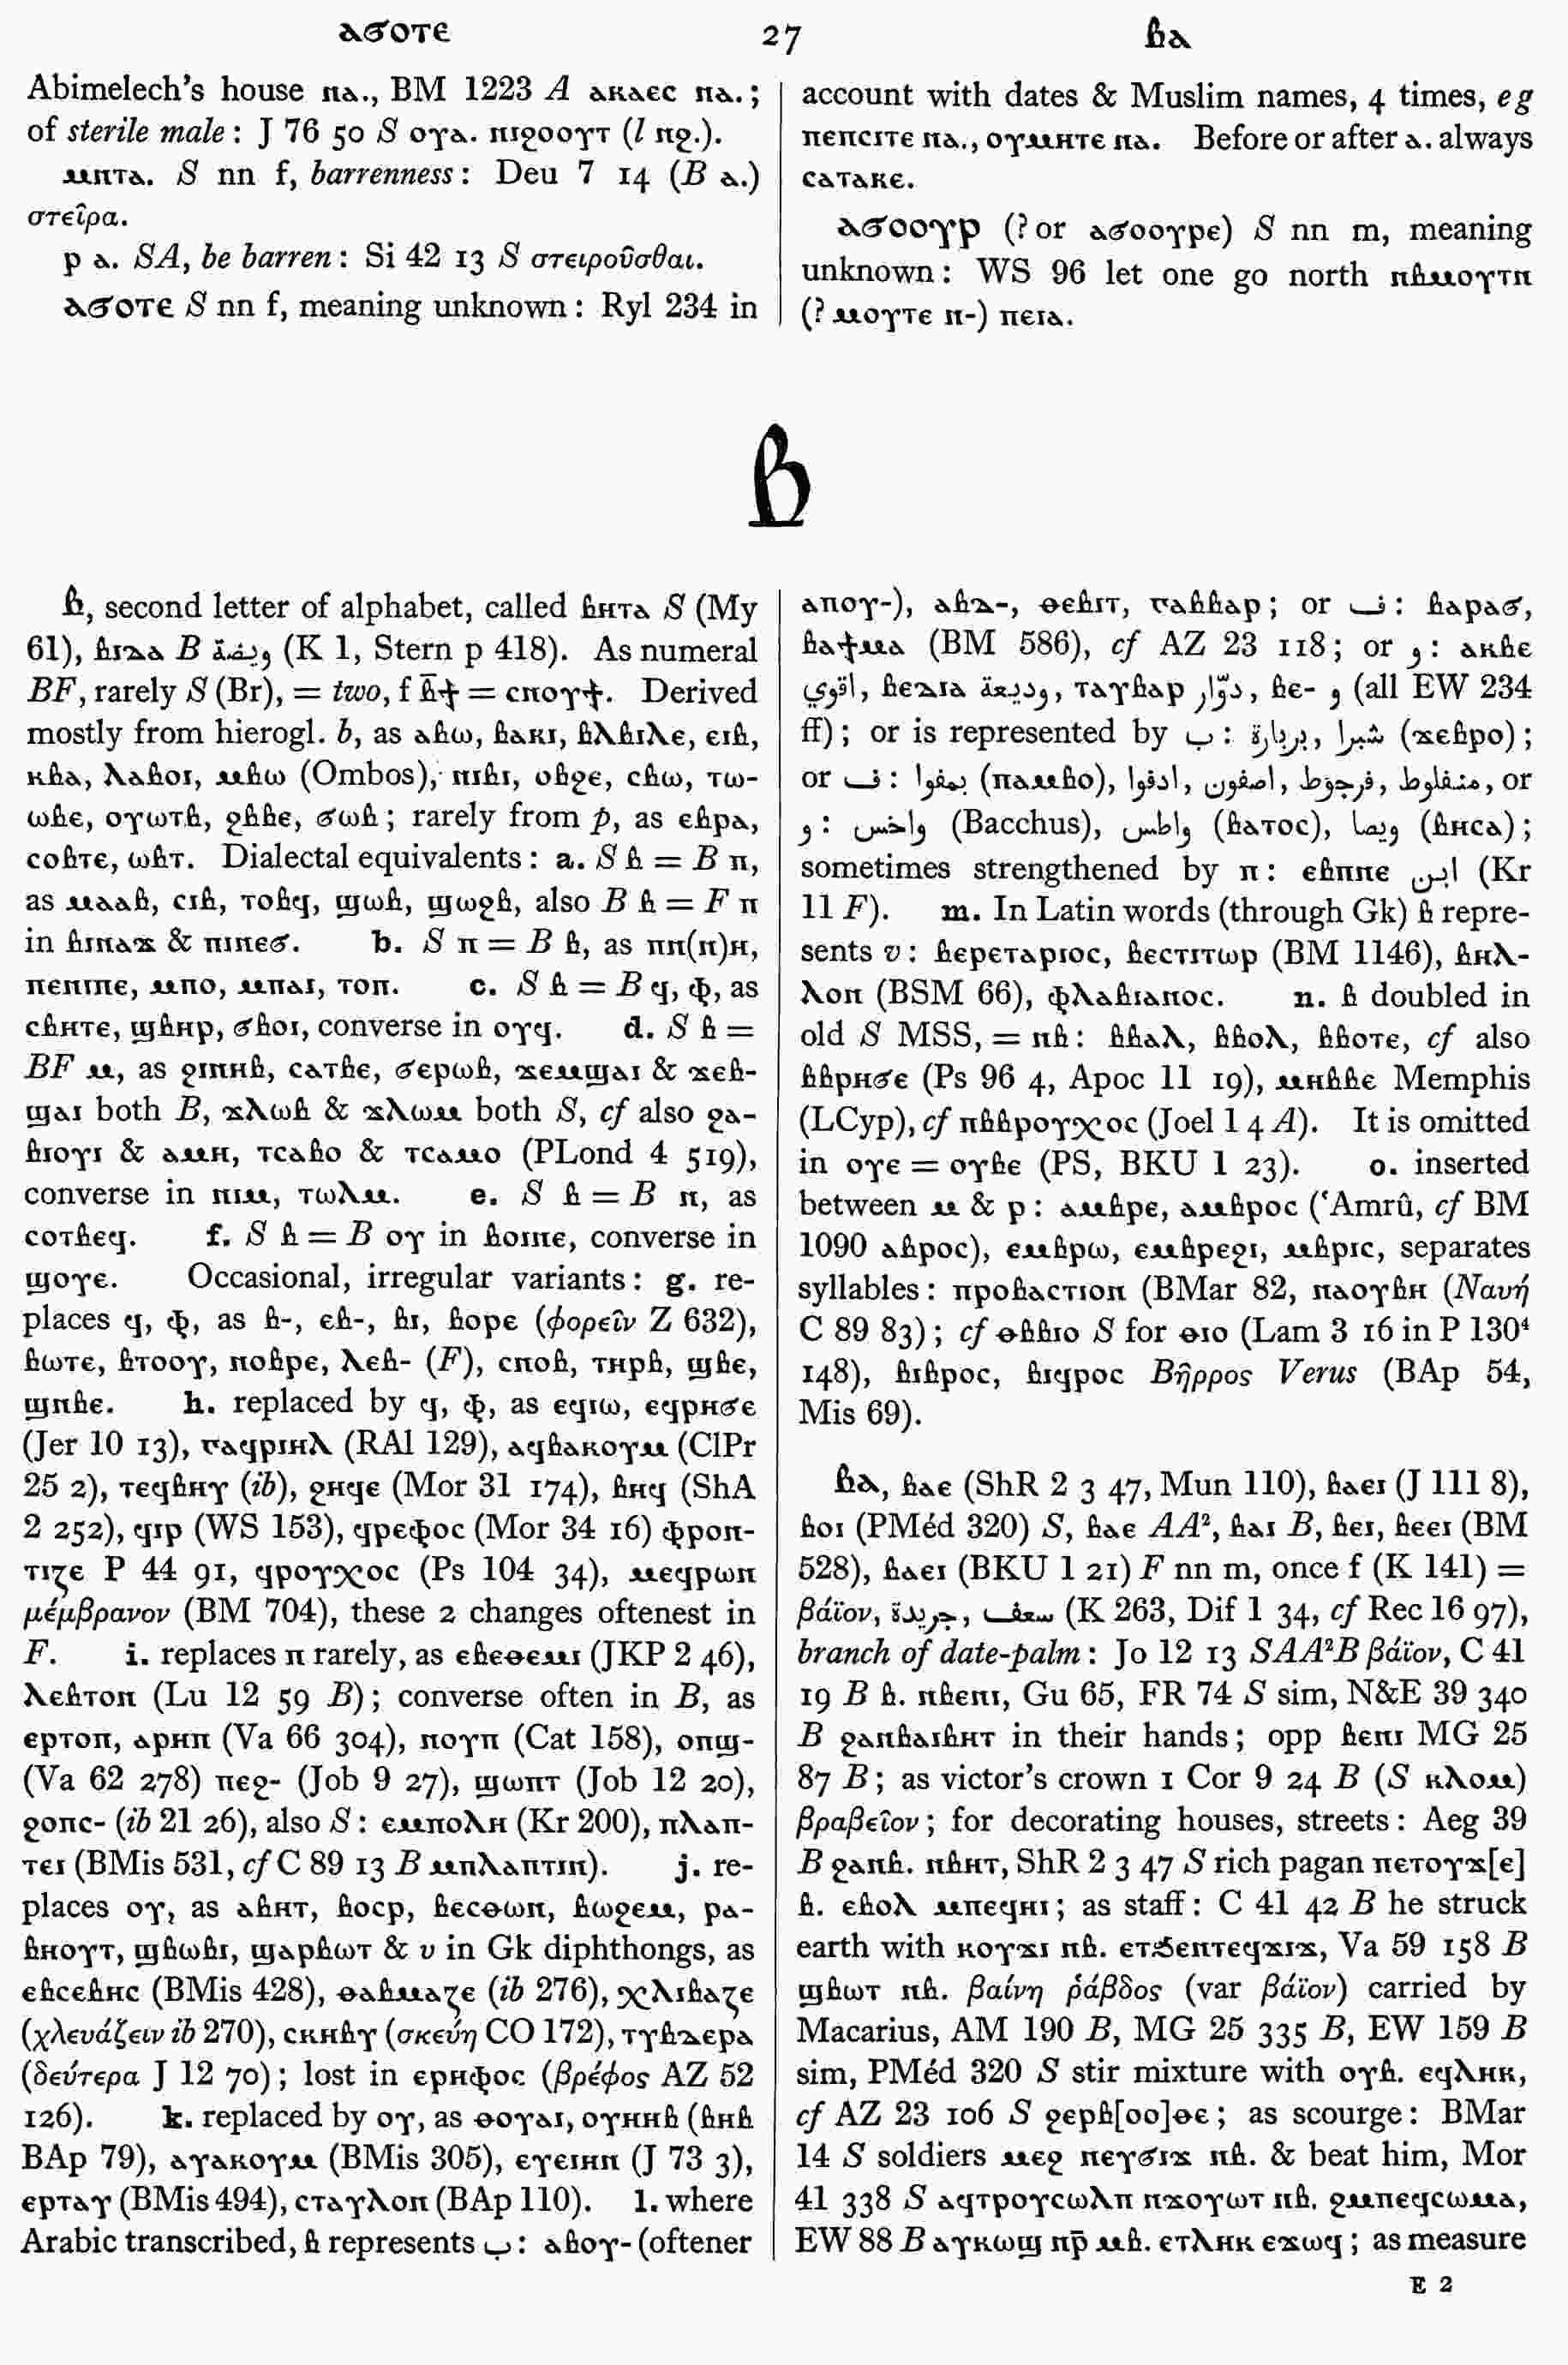 ⲁϭⲟⲧⲉ 27 ⲃⲁ
Abimelech's house ⲛⲁ., BM 1223 A ⲁⲕⲁⲉⲥ ⲛⲁ.;
of sterile male: J 76 50 S ⲟⲩⲁ. ⲛⲓϩⲟⲟⲩⲧ (l ⲛϩ.).
ⲙⲛⲧⲁ. S nn f, barrenness: Deu 7 14 (B ⲁ.)
στεῖρα.
ⲣ ⲁ. SA, be barren: Si 42 13 S στειροῦσθαι.
ⲁϭⲟⲧⲉ S nn f, meaning unknown: Ryl 234 in
account with dates & Muslim names, 4 times, eg
ⲡⲉⲛⲥⲓⲧⲉ ⲛⲁ., ⲟⲩⲙⲏⲧⲉ ⲛⲁ. Before or after ⲁ. always
ⲥⲁⲧⲁⲕⲉ.
ⲁϭⲟⲟⲩⲣ (? or ⲁϭⲟⲟⲩⲣⲉ) S nn m, meaning
unknown: WS 96 let one go north ⲛⲃⲙⲟⲩⲧⲛ
(? ⲙⲟⲩⲧⲉ ⲛ-) ⲡⲉⲓⲁ.
ⲃ
ⲃ, second letter of alphabet, called ⲃⲏⲧⲁ S (My
61), ⲃⲓⲇⲁ B ويضة (K 1, Stern p 418). As numeral
BF, rarely S (Br), = two, f ⲃ̄ϯ = ⲥⲛⲟⲩϯ. Derived
mostly from hierogl. b, as ⲁⲃⲱ, ⲃⲁⲕⲓ, ⲃⲗⲃⲓⲗⲉ, ⲉⲓⲃ,
ⲕⲃⲁ, ⲗⲁⲃⲟⲓ, ⲙⲃⲱ (Ombos), ⲛⲓⲃⲓ, ⲟⲃϩⲉ, ⲥⲃⲱ, ⲧⲱ-
ⲱⲃⲉ, ⲟⲩⲱⲧⲃ, ϩⲃⲃⲉ, ϭⲱⲃ; rarely from p, as ⲉⲃⲣⲁ,
ⲥⲟⲃⲧⲉ, ⲱⲃⲧ. Dialectal equivalents: a. S ⲃ = B ⲡ,
as ⲙⲁⲁⲃ, ⲥⲓⲃ, ⲧⲟⲃϥ, ϣⲱⲃ, ϣⲱϩⲃ, also B ⲃ = F ⲡ
in ⲃⲓⲛⲁϫ & ⲡⲓⲛⲉϭ. b. S ⲡ = B ⲃ, as ⲡⲛ(ⲛ)ⲏ,
ⲡⲉⲛⲓⲡⲉ, ⲙⲡⲟ, ⲙⲡⲁⲓ, ⲧⲟⲡ. c. S ⲃ = B ϥ, ⲫ, as
ⲥⲃⲏⲧⲉ, ϣⲃⲏⲣ, ϭⲃⲟⲓ, converse in ⲟⲩϥ. d. S ⲃ =
BF ⲙ, as ϩⲓⲛⲏⲃ, ⲥⲁⲧⲃⲉ, ϭⲉⲣⲱⲃ, ϫⲉⲙϣⲁⲓ & ϫⲉⲃ-
ϣⲁⲓ both B, ϫⲗⲱⲃ & ϫⲗⲱⲙ both S, cf also ϩⲁ-
ⲃⲓⲟⲩⲓ & ⲁⲙⲏ, ⲧⲥⲁⲃⲟ & ⲧⲥⲁⲙⲟ (PLond 4 519),
converse in ⲛⲓⲙ, ⲧⲱⲗⲙ. e. S ⲃ = B ⲛ, as
ⲥⲟⲧⲃⲉϥ. f. S ⲃ = B ⲟⲩ in ⲃⲟⲓⲛⲉ, converse in
ϣⲟⲩⲉ. Occasional, irregular variants: g. re-
places ϥ, ⲫ, as ⲃ-, ⲉⲃ-, ⲃⲓ, ⲃⲟⲣⲉ (φορεῖν Z 632),
ⲃⲱⲧⲉ, ⲃⲧⲟⲟⲩ, ⲛⲟⲃⲣⲉ, ⲗⲉⲃ- (F), ⲥⲛⲟⲃ, ⲧⲏⲣⲃ, ϣⲃⲉ,
ϣⲛⲃⲉ. h. replaced by ϥ, ⲫ, as ⲉϥⲓⲱ, ⲉϥⲣⲏϭⲉ
(Jer 10 13), ⲅⲁϥⲣⲓⲏⲗ (RAl 129), ⲁϥⲃⲁⲕⲟⲩⲙ (ClPr
25 2), ⲧⲉϥⲃⲏⲩ (ib), ϩⲏϥⲉ (Mor 31 174), ⲃⲏϥ (ShA
2 252), ϥⲓⲣ (WS 153), ϥⲣⲉⲫⲟⲥ (Mor 34 16) ⲫⲣⲟⲛ-
ⲧⲓⲍⲉ P 44 91, ϥⲣⲟⲩⲭⲟⲥ (Ps 104 34), ⲙⲉϥⲣⲱⲛ
μέμβρανον (BM 704), these 2 changes oftenest in
F. i. replaces ⲡ rarely, as ⲉⲃⲉⲑⲉⲙⲓ (JKP 2 46),
ⲗⲉⲃⲧⲟⲛ (Lu 12 59 B); converse often in B, as
ⲉⲣⲧⲟⲡ, ⲁⲣⲏⲡ (Va 66 304), ⲛⲟⲩⲡ (Cat 158), ⲟⲡϣ-
(Va 62 278) ⲡⲉϩ- (Job 9 27), ϣⲱⲡⲧ (Job 12 20),
ϩⲟⲡⲥ- (ib 21 26), also S: ⲉⲙⲡⲟⲗⲏ (Kr 200), ⲡⲗⲁⲡ-
ⲧⲉⲓ (BMis 531, cf C 89 13 B ⲙⲡⲗⲁⲡⲧⲓⲛ). j. re-
places ⲟⲩ, as ⲁⲃⲏⲧ, ⲃⲟⲥⲣ, ⲃⲉⲥⲑⲱⲛ, ⲃⲱϩⲉⲙ, ⲣⲁ-
ⲃⲛⲟⲩⲧ, ϣⲃⲱⲃⲓ, ϣⲁⲣⲃⲱⲧ & υ in Gk diphthongs, as
ⲉⲃⲥⲉⲃⲏⲥ (BMis 428), ⲑⲁⲃⲙⲁⲍⲉ (ib 276), ⲭⲗⲓⲃⲁⲍⲉ
(χλευάζειν ib 270), ⲥⲕⲏⲃⲩ (σκεύη CO 172), ⲧⲩⲃⲇⲉⲣⲁ
(δεύτερα J 12 70); lost in ⲉⲣⲏⲫⲟⲥ (βρέφος AZ 52
126). k. replaced by ⲟⲩ, as ⲑⲟⲩⲁⲓ, ⲟⲩⲏⲏⲃ (ⲃⲏⲃ
BAp 79), ⲁⲩⲁⲕⲟⲩⲙ (BMis 305), ⲉⲩⲉⲓⲏⲛ (J 73 3),
ⲉⲣⲧⲁⲩ (BMis 494), ⲥⲧⲁⲩⲗⲟⲛ (BAp 110). l. where
Arabic transcribed, ⲃ represents ب: ⲁⲃⲟⲩ- (oftener
ⲁⲡⲟⲩ-), ⲁⲃⲇ-, ⲑⲉⲃⲓⲧ, ⲅⲁⲃⲃⲁⲣ; or ف: ⲃⲁⲣⲁϭ,
ⲃⲁϯⲙⲁ (BM 586), cf AZ 23 118; or و: ⲁⲕⲃⲉ
اقوي, ⲃⲉⲇⲓⲁ وديعة, ⲧⲁⲩⲃⲁⲣ دوّار, ⲃⲉ- و (all EW 234
ff); or is represented by ب: بربارة, شبرا (ϫⲉⲃⲣⲟ);
or ف: بمفوا (ⲡⲁⲙⲃⲟ), ادفوا, اصفون, فرجوط, منفلوط, or
و: واخس (Bacchus), واطس (ⲃⲁⲧⲟⲥ), ويصا (ⲃⲏⲥⲁ);
sometimes strengthened by ⲡ: ⲉⲃⲡⲛⲉ ابن (Kr
11 F). m. In Latin words (through Gk) ⲃ repre-
sents v: ⲃⲉⲣⲉⲧⲁⲣⲓⲟⲥ, ⲃⲉⲥⲧⲓⲧⲱⲣ (BM 1146), ⲃⲏⲗ-
ⲗⲟⲛ (BSM 66), ⲫⲗⲁⲃⲓⲁⲛⲟⲥ. n. ⲃ doubled in
old S MSS, = ⲛⲃ: ⲃⲃⲁⲗ, ⲃⲃⲟⲗ, ⲃⲃⲟⲧⲉ, cf also
ⲃⲃⲣⲏϭⲉ (Ps 96 4, Apoc 11 19), ⲙⲏⲃⲃⲉ Memphis
(LCyp), cf ⲛⲃⲃⲣⲟⲩⲭⲟⲥ (Joel 1 4 A). It is omitted
in ⲟⲩⲉ = ⲟⲩⲃⲉ (PS, BKU 1 23). o. inserted
between ⲙ & ⲣ: ⲁⲙⲃⲣⲉ, ⲁⲙⲃⲣⲟⲥ (ʿAmrû, cf BM
1090 ⲁⲃⲣⲟⲥ), ⲉⲙⲃⲣⲱ, ⲉⲙⲃⲣⲉϩⲓ, ⲙⲃⲣⲓⲥ, separates
syllables: ⲡⲣⲟⲃⲁⲥⲧⲓⲟⲛ (BMar 82, ⲛⲁⲟⲩⲃⲏ (Ναυή
C 89 83); cf ⲑⲃⲃⲓⲟ S for ⲑⲓⲟ (Lam 3 16 in P 130⁴
148), ⲃⲓⲃⲣⲟⲥ, ⲃⲓϥⲣⲟⲥ Βῆρρος Verus (BAp 54,
Mis 69).
ⲃⲁ, ⲃⲁⲉ (ShR 2 3 47, Mun 110), ⲃⲁⲉⲓ (J 111 8),
ⲃⲟⲓ (PMéd 320) S, ⲃⲁⲉ AA², ⲃⲁⲓ B, ⲃⲉⲓ, ⲃⲉⲉⲓ (BM
528), ⲃⲁⲉⲓ (BKU 1 21) F nn m, once f (K 141) =
βάϊον, جريدة, سعف (K 263, Dif 1 34, cf Rec 16 97),
branch of date-palm: Jo 12 13 SAA²B βάϊον, C 41
19 B ⲃ. ⲛⲃⲉⲛⲓ, Gu 65, FR 74 S sim, N&E 39 340
B ϩⲁⲛⲃⲁⲓⲃⲏⲧ in their hands; opp ⲃⲉⲛⲓ MG 25
87 B; as victor's crown 1 Cor 9 24 B (S ⲕⲗⲟⲙ)
βραβεῖον; for decorating houses, streets: Aeg 39
B ϩⲁⲛⲃ. ⲛⲃⲏⲧ, ShR 2 3 47 S rich pagan ⲡⲉⲧⲟⲩϫ[ⲉ]
ⲃ. ⲉⲃⲟⲗ ⲙⲡⲉϥⲏⲓ; as staff: C 41 42 B he struck
earth with ⲕⲟⲩϫⲓ ⲛⲃ. ⲉⲧϧⲉⲛⲧⲉϥϫⲓϫ, Va 59 158 B
ϣⲃⲱⲧ ⲛⲃ. βαίνη ῥάβδος (var βάϊον) carried by
Macarius, AM 190 B, MG 25 335 B, EW 159 B
sim, PMéd 320 S stir mixture with ⲟⲩⲃ. ⲉϥⲗⲏⲕ,
cf AZ 23 106 S ϩⲉⲣⲃ[ⲟⲟ]ⲑⲉ; as scourge: BMar
14 S soldiers ⲙⲉϩ ⲛⲉⲩϭⲓϫ ⲛⲃ. & beat him, Mor
41 338 S ⲁϥⲧⲣⲟⲩⲥⲱⲗⲡ ⲛϫⲟⲩⲱⲧ ⲛⲃ. ϩⲙⲡⲉϥⲥⲱⲙⲁ,
EW 88 B ⲁⲩⲕⲱϣ ⲛⲣ̄ ⲙⲃ. ⲉⲧⲗⲏⲕ ⲉϫⲱϥ; as measure
E 2